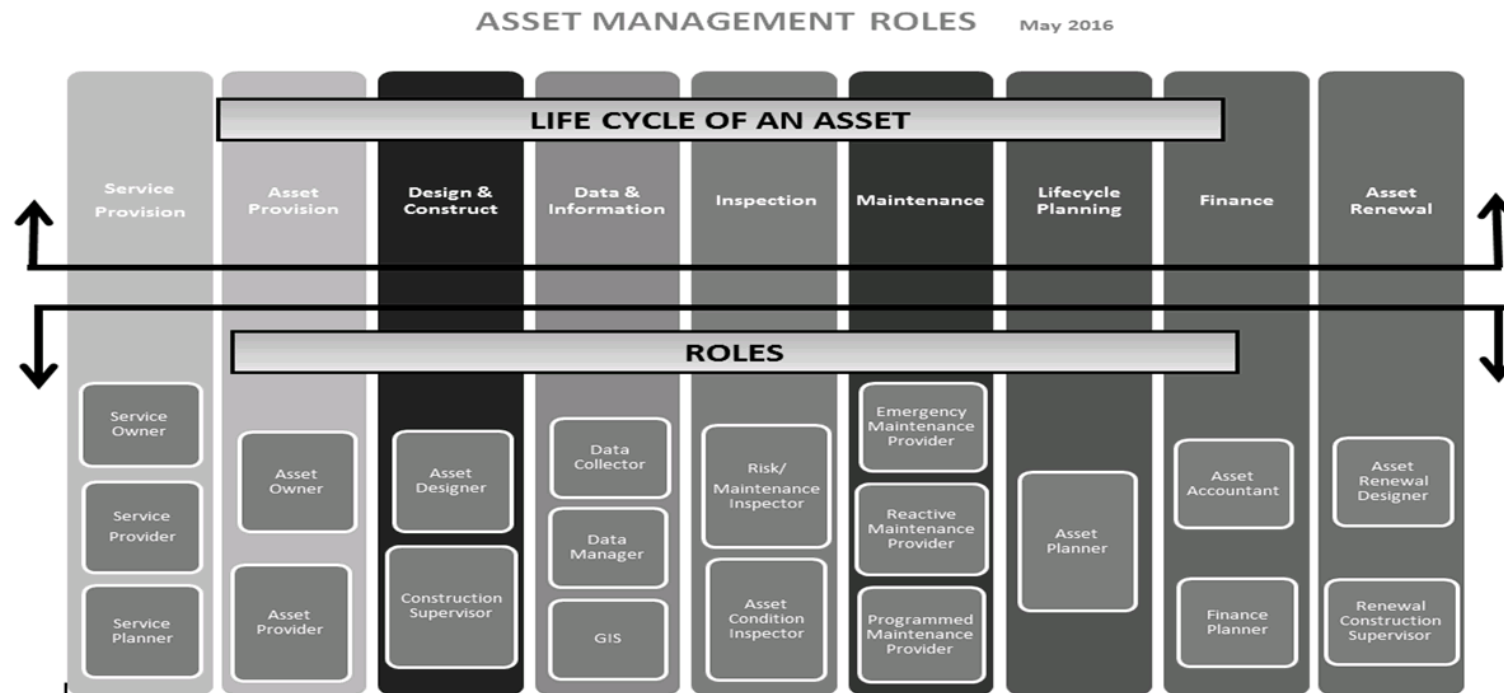 ASSET MANAGEMENT ROLES May 2016
LIFE CYCLE OF AN ASSET
Service
Provision
Asset
Provision
Design &
Construct
Data &
Information
Inspection
Maintenance
Lifecycle
Planning
Finance
Asset
Renewal
ROLES
Service
Owner
Service
Provider
Service
Planner
Asset
Owner
Asset
Provider
Asset
Designer
Construction
Supervisor
Data
Collector
Data
Manager
GIS
Risk/
Maintenance
Inspector
Asset
Condition
Inspector
Emergency
Maintenance
Provider
Reactive
Maintenance
Provider
Programmed
Maintenance
Provider
Asset
Planner
Asset
Accountant
Finance
Planner
Asset
Renewal
Designer
Renewal
Construction
Supervisor